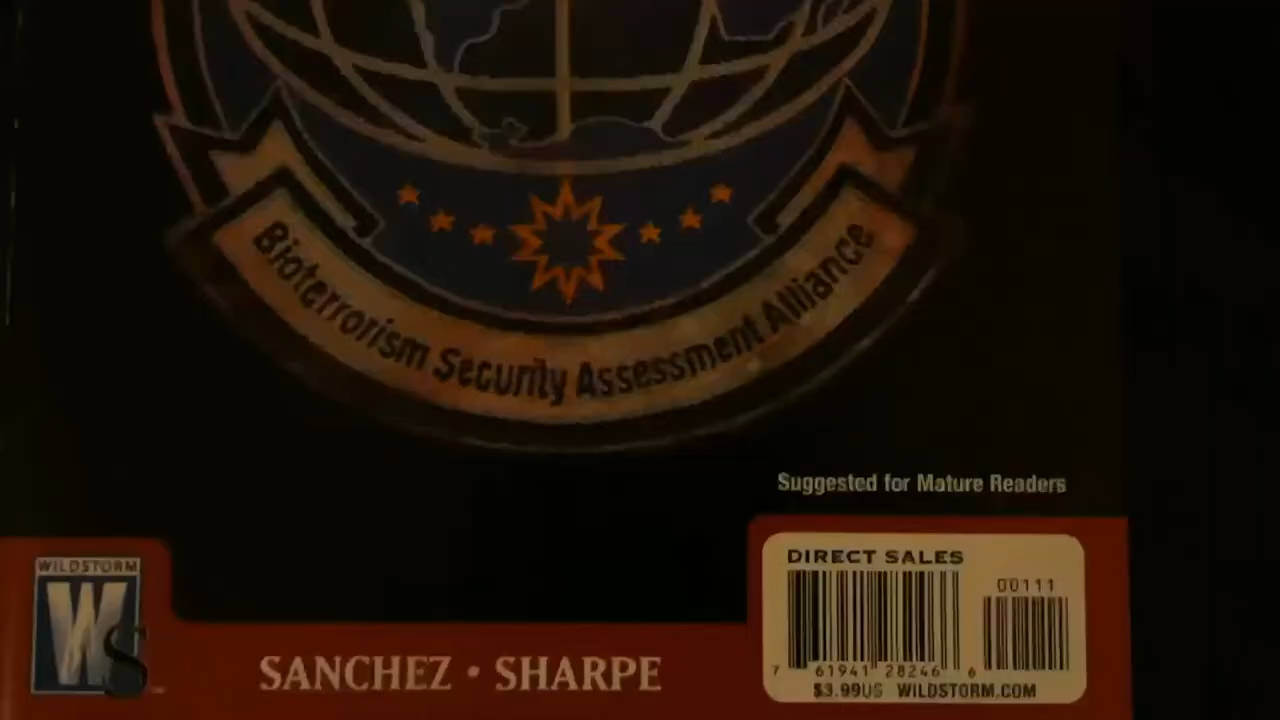 Bioterrorism Security Assessment Alliance
Suggested for Mature Readers
DIRECT SALES
00111
7 61941 28246 6
$3.99US WILDSTORM.COM
WILDSTORM
WS
SANCHEZ • SHARPE